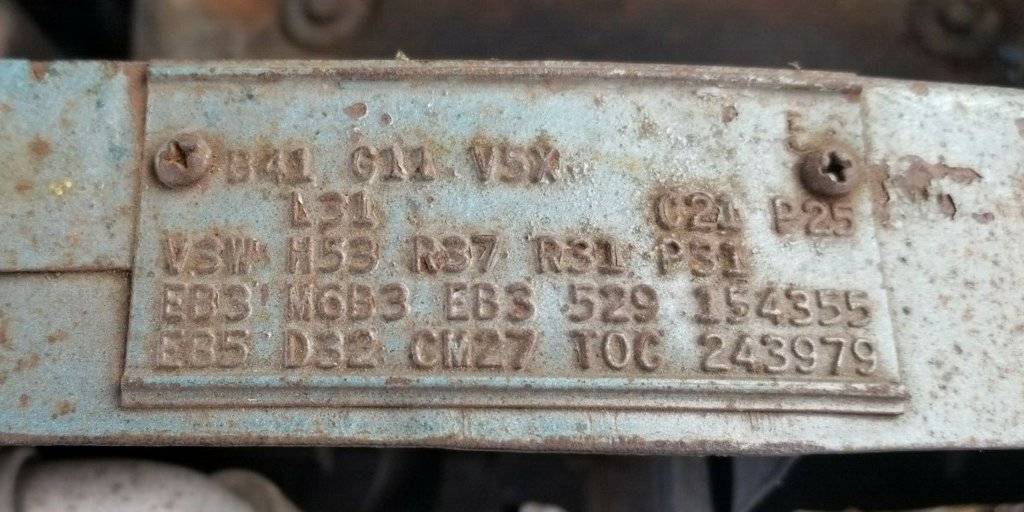 B41 G11 V5X
L31 C21 P25
V3W H53 R37 R31 P31
EB3 M6B3 EB3 529 154355
EB5 D32 CM27 TOC 243979